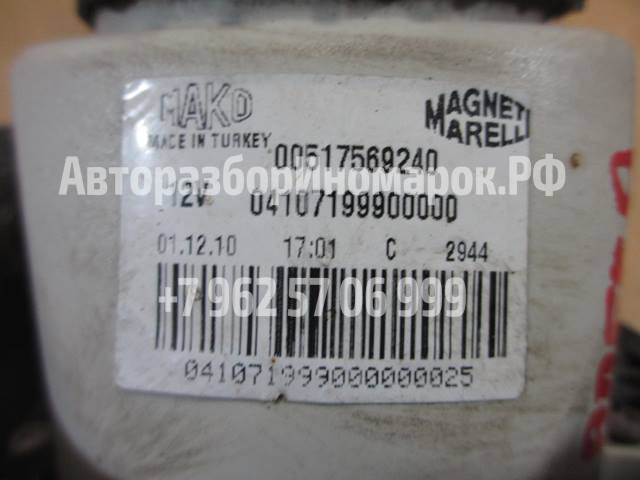 MAKO
MAGNETI MARELLI
MADE IN TURKEY
00517569240
АвторазборИномарок.РФ
12V 04107199900000
01.12.10 17:01 C 2944
+7 962 57 06 999
041071999000000025